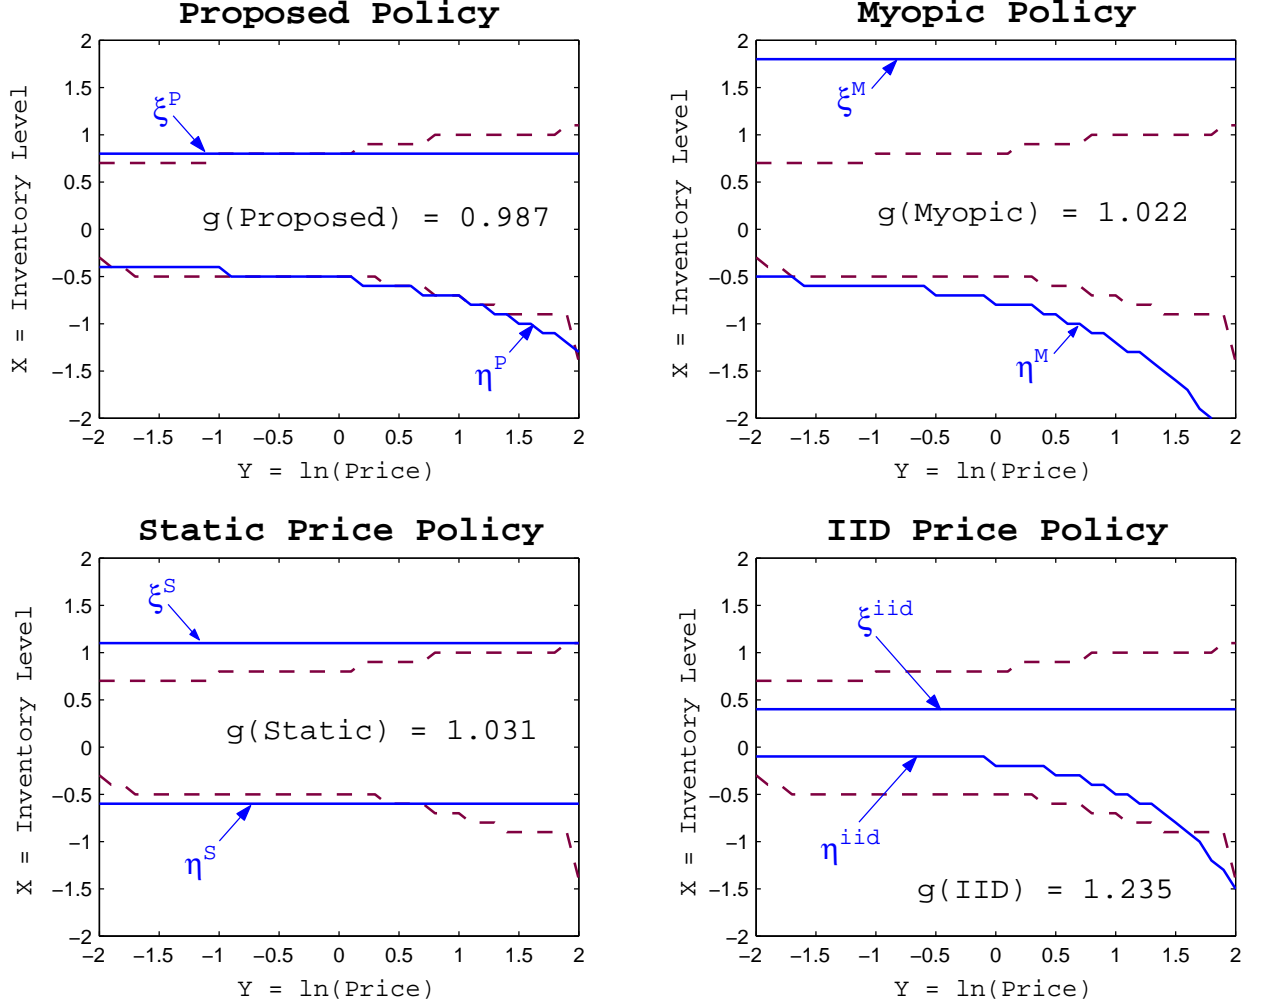 Proposed Policy
2
1.5
1
0.5
0
−0.5
−1
−1.5
−2
X = Inventory Level
ξP
g(Proposed) = 0.987
ηP
−2 −1.5 −1 −0.5 0 0.5 1 1.5 2
Y = ln(Price)
Myopic Policy
2
1.5
1
0.5
0
−0.5
−1
−1.5
−2
X = Inventory Level
ξM
g(Myopic) = 1.022
ηM
−2 −1.5 −1 −0.5 0 0.5 1 1.5 2
Y = ln(Price)
Static Price Policy
2
1.5
1
0.5
0
−0.5
−1
−1.5
−2
X = Inventory Level
ξS
g(Static) = 1.031
ηS
−2 −1.5 −1 −0.5 0 0.5 1 1.5 2
Y = ln(Price)
IID Price Policy
2
1.5
1
0.5
0
−0.5
−1
−1.5
−2
X = Inventory Level
ξiid
ηiid
g(IID) = 1.235
−2 −1.5 −1 −0.5 0 0.5 1 1.5 2
Y = ln(Price)